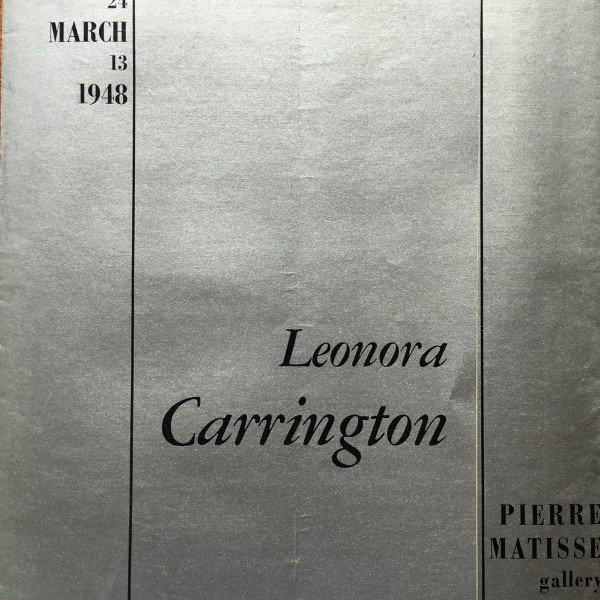 24
MARCH
13
1948
Leonora
Carrington
PIERRE
MATISSE
gallery